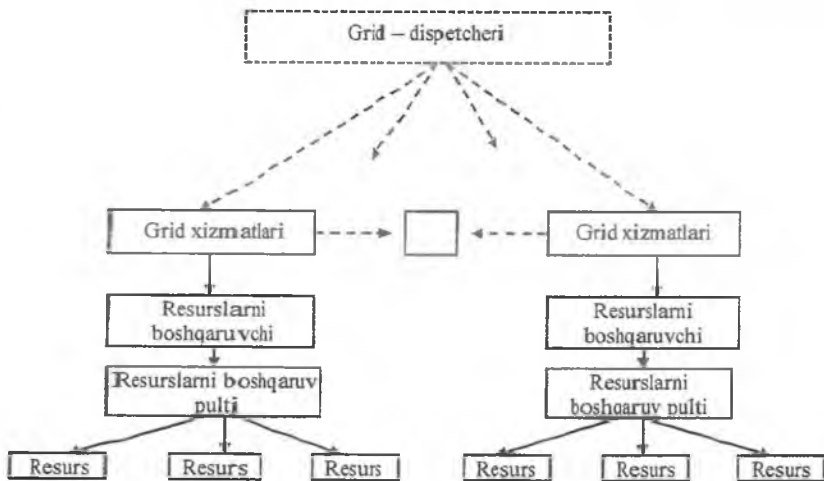 Grid – dispetcheri
Grid xizmatlari
Grid xizmatlari
Resurslarni
boshqaruvchi
Resurslarni
boshqaruvchi
Resurslarni boshqaruv
pulti
Resurslarni
boshqaruv pulti
Resurs
Resurs
Resurs
Resurs
Resurs
Resurs